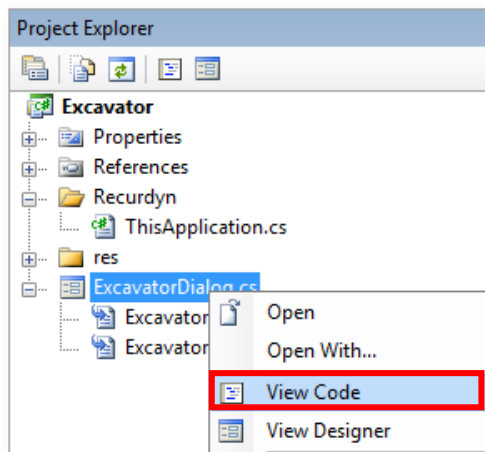 Project Explorer
Excavator
Properties
References
Recurdyn
ThisApplication.cs
res
ExcavatorDialog.cs
Excavator
Open
Open With...
Excavator
View Code
View Designer